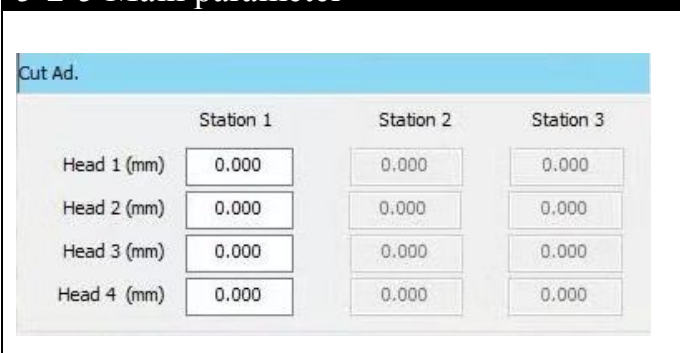 Cut Ad.
Station 1 Station 2 Station 3
Head 1 (mm) 0.000 0.000 0.000
Head 2 (mm) 0.000 0.000 0.000
Head 3 (mm) 0.000 0.000 0.000
Head 4 (mm) 0.000 0.000 0.000